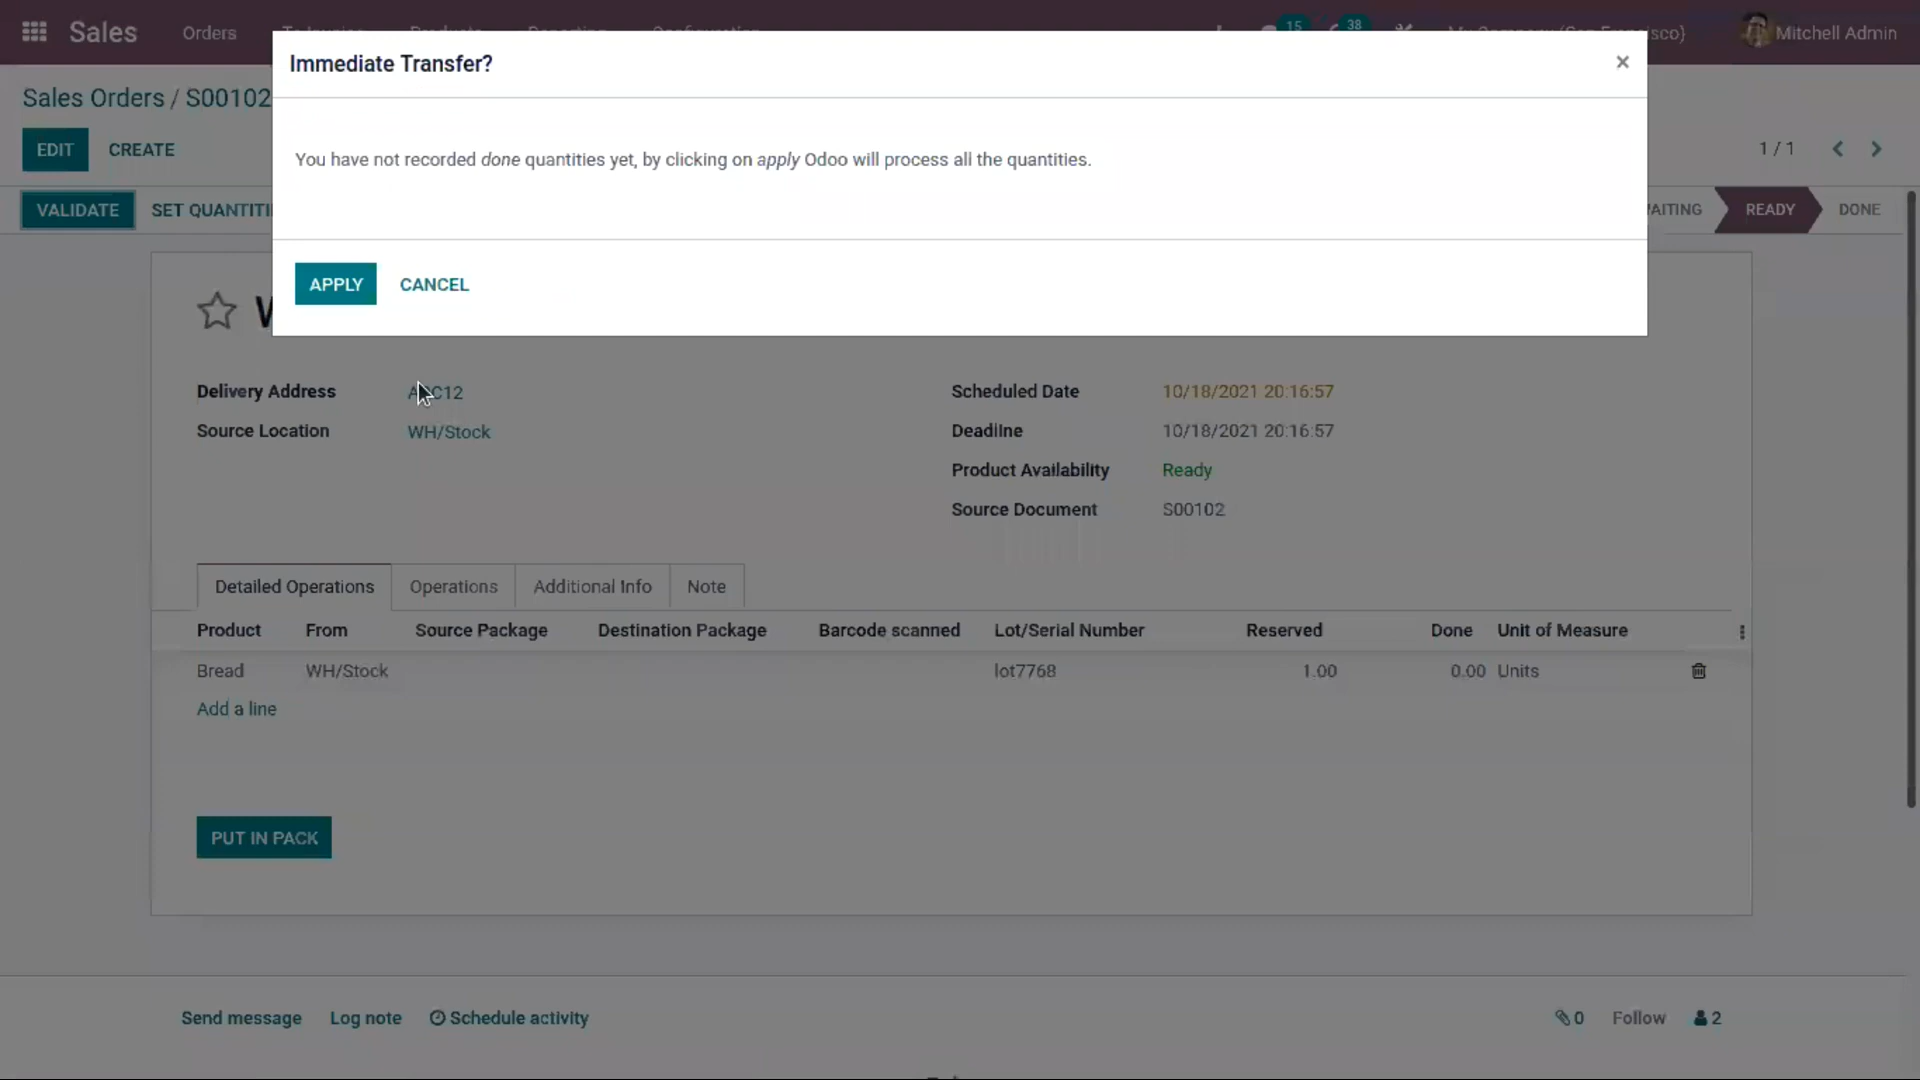 Sales Orders 15 38 Mitchell Admin
Immediate Transfer? ×
Sales Orders / S00102
You have not recorded done quantities yet, by clicking on apply Odoo will process all the quantities.
EDIT CREATE 1 / 1
VALIDATE SET READY DONE
APPLY CANCEL
Delivery Address
Source Location WH/Stock
Scheduled Date 10/18/2021 20:16:57
Deadline 10/18/2021 20:16:57
Product Availability Ready
Source Document S00102
Detailed Operations Operations Additional Info Note
Product From Source Package Destination Package Barcode scanned Lot/Serial Number Reserved Done Unit of Measure
Bread WH/Stock lot7768 1.00 0.00 Units
Add a line
PUT IN PACK
Send message Log note Schedule activity 0 Follow 2